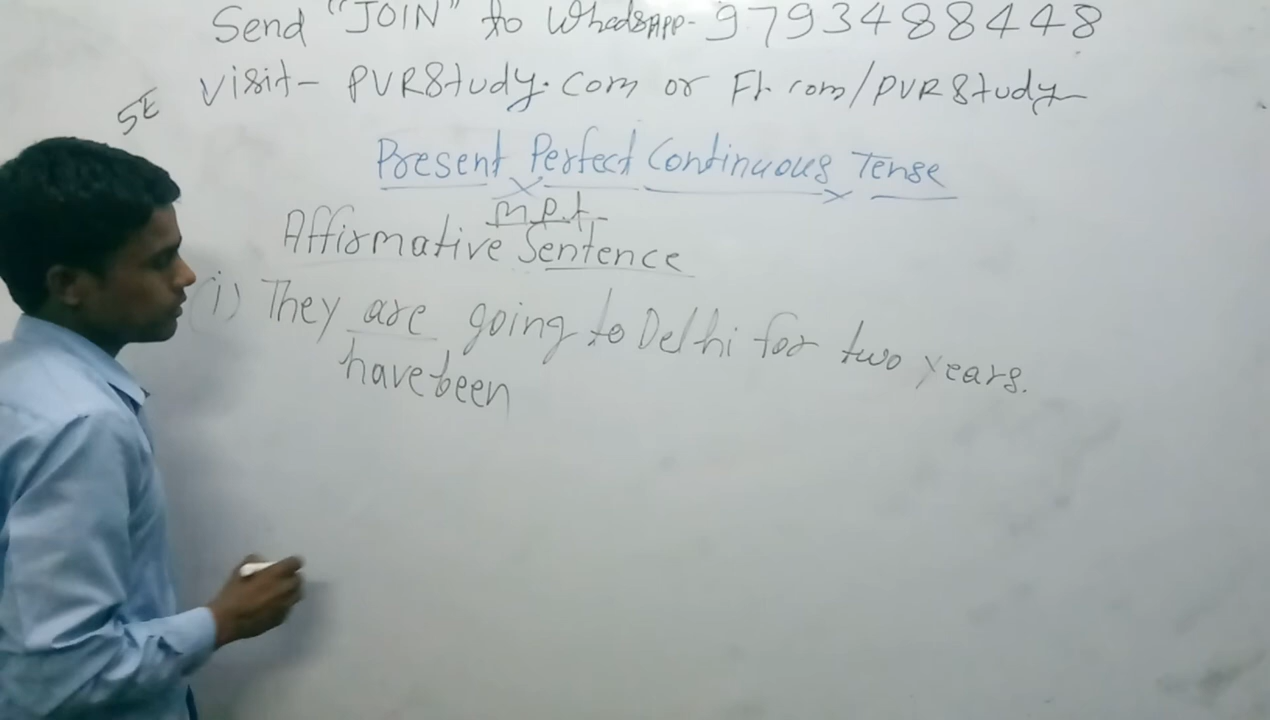 Send "JOIN" to WhatsApp- 9793488448
Visit- PVRStudy.com or Fb.com/PVRStudy
5E
Present Perfect Continuous Tense
m.p.t.
Affirmative Sentence
(i) They are going to Delhi for two years.
have been